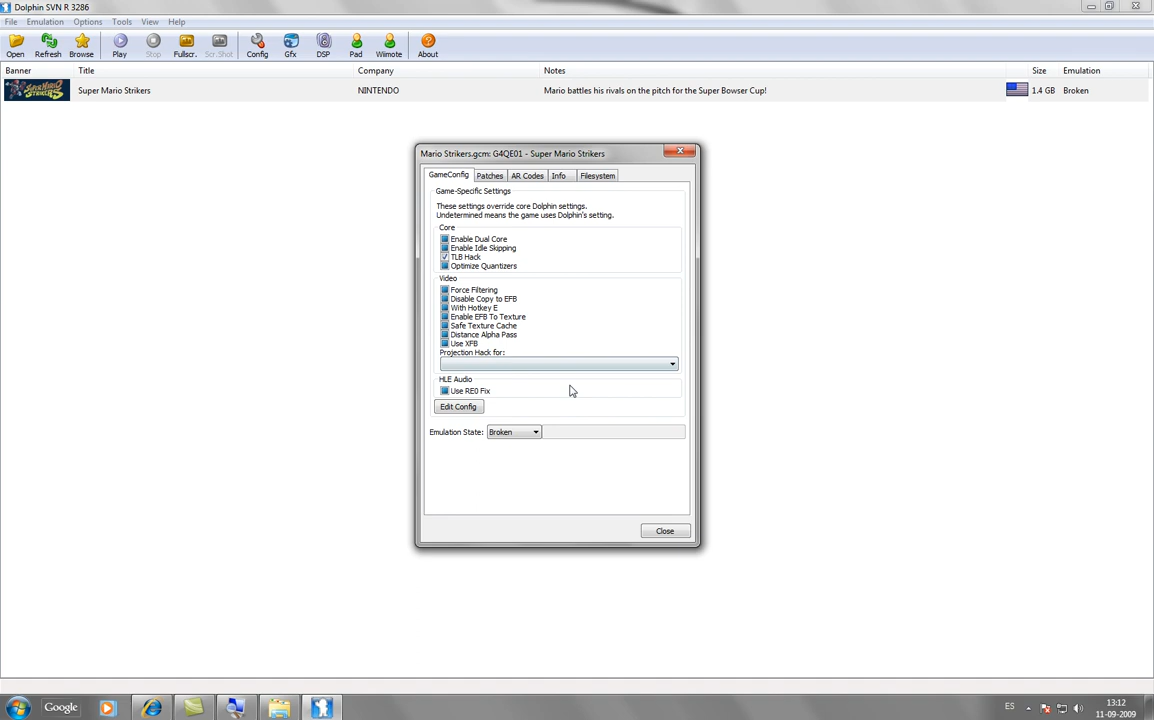 Dolphin SVN R 3286
File Emulation Options Tools View Help
Open Refresh Browse Play Stop Fullscr. Scr.Shot Config Gfx DSP Pad Wiimote About
Banner Title Company Notes Size Emulation
SUPER MARIO STRIKERS Super Mario Strikers NINTENDO Mario battles his rivals on the pitch for the Super Bowser Cup! 1.4 GB Broken
Mario Strikers.gcm: G4QE01 - Super Mario Strikers
GameConfig Patches AR Codes Info Filesystem
Game-Specific Settings
These settings override core Dolphin settings.
Undetermined means the game uses Dolphin's setting.
Core
Enable Dual Core
Enable Idle Skipping
TLB Hack
Optimize Quantizers
Video
Force Filtering
Disable Copy to EFB
With Hotkey E
Enable EFB To Texture
Safe Texture Cache
Distance Alpha Pass
Use XFB
Projection Hack for:
HLE Audio
Use RE0 Fix
Edit Config
Emulation State: Broken
Close
Google ES 13:12
11-09-2009